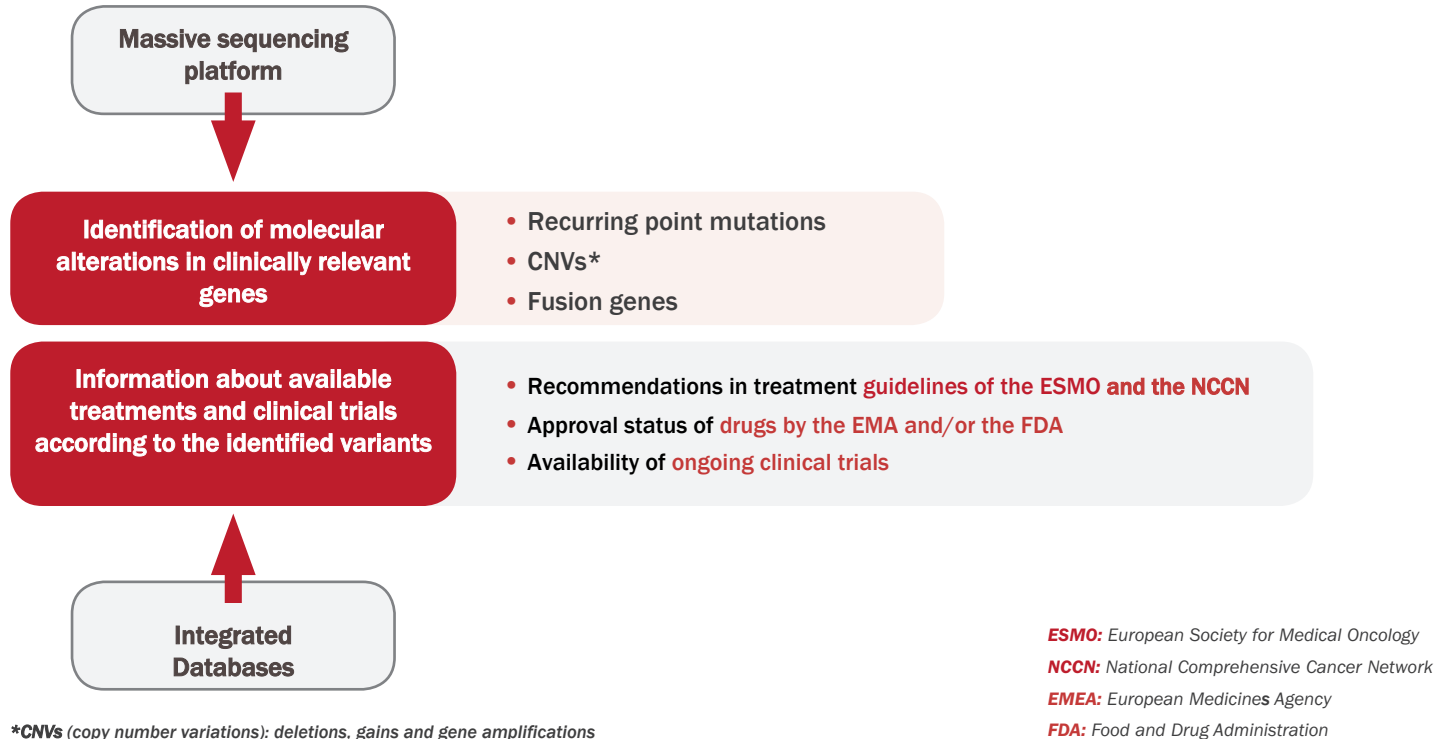 Massive sequencing
platform
Identification of molecular
alterations in clinically relevant
genes
• Recurring point mutations
• CNVs*
• Fusion genes
Information about available
treatments and clinical trials
according to the identified variants
• Recommendations in treatment guidelines of the ESMO and the NCCN
• Approval status of drugs by the EMA and/or the FDA
• Availability of ongoing clinical trials
Integrated
Databases
ESMO: European Society for Medical Oncology
NCCN: National Comprehensive Cancer Network
EMEA: European Medicines Agency
FDA: Food and Drug Administration
*CNVs (copy number variations): deletions, gains and gene amplifications